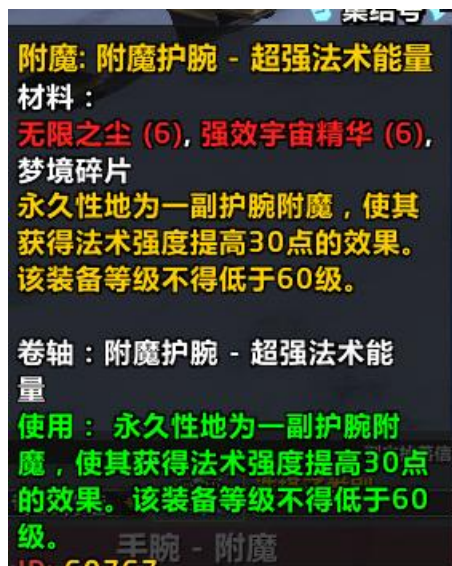 集结号
附魔: 附魔护腕 - 超强法术能量
材料：
无限之尘 (6), 强效宇宙精华 (6),
梦境碎片
永久性地为一副护腕附魔，使其
获得法术强度提高30点的效果。
该装备等级不得低于60级。
卷轴：附魔护腕 - 超强法术能
量
使用： 永久性地为一副护腕附
魔，使其获得法术强度提高30点
的效果。该装备等级不得低于60
级。
手腕 - 附魔
ID: 60767